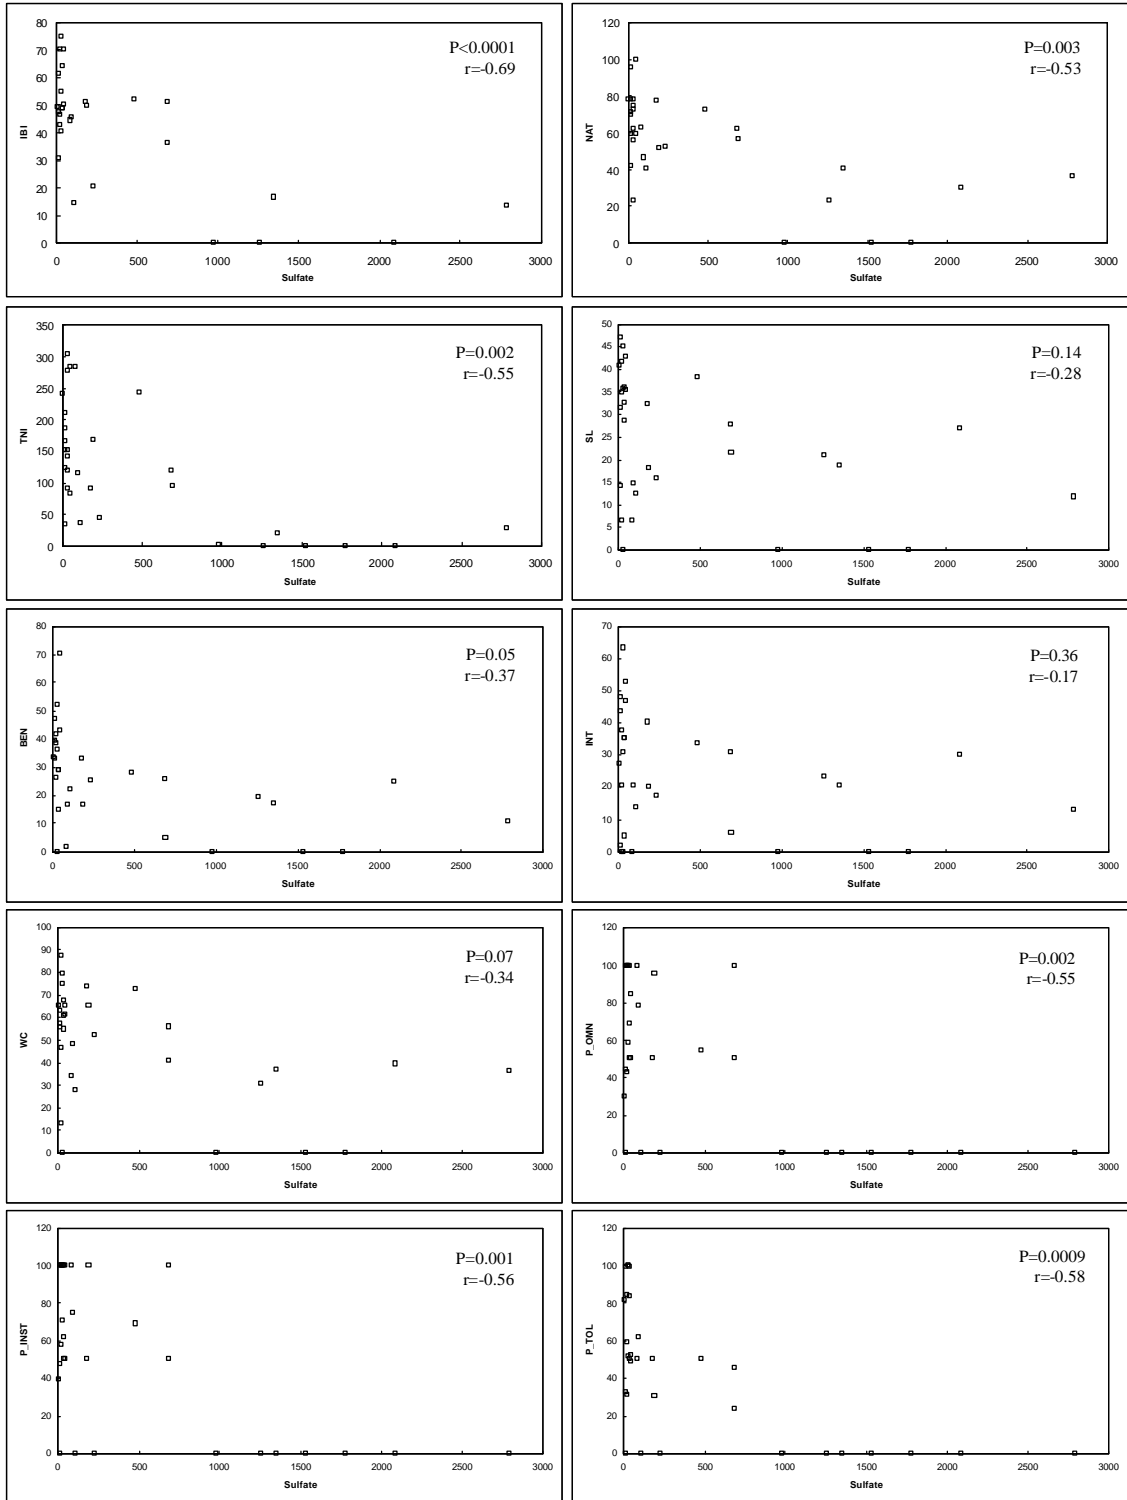 80
70
60
50
40
30
20
10
0
IBI
P<0.0001
r=-0.69
0 500 1000 1500 2000 2500 3000
Sulfate
120
100
80
60
40
20
0
NAT
P=0.003
r=-0.53
0 500 1000 1500 2000 2500 3000
Sulfate
350
300
250
200
150
100
50
0
TNI
P=0.002
r=-0.55
0 500 1000 1500 2000 2500 3000
Sulfate
50
45
40
35
30
25
20
15
10
5
0
SL
P=0.14
r=-0.28
0 500 1000 1500 2000 2500 3000
Sulfate
80
70
60
50
40
30
20
10
0
BEN
P=0.05
r=-0.37
0 500 1000 1500 2000 2500 3000
Sulfate
70
60
50
40
30
20
10
0
INT
P=0.36
r=-0.17
0 500 1000 1500 2000 2500 3000
Sulfate
100
90
80
70
60
50
40
30
20
10
0
WC
P=0.07
r=-0.34
0 500 1000 1500 2000 2500 3000
Sulfate
120
100
80
60
40
20
0
P_OMN
P=0.002
r=-0.55
0 500 1000 1500 2000 2500 3000
Sulfate
120
100
80
60
40
20
0
P_INST
P=0.001
r=-0.56
0 500 1000 1500 2000 2500 3000
Sulfate
120
100
80
60
40
20
0
P_TOL
P=0.0009
r=-0.58
0 500 1000 1500 2000 2500 3000
Sulfate